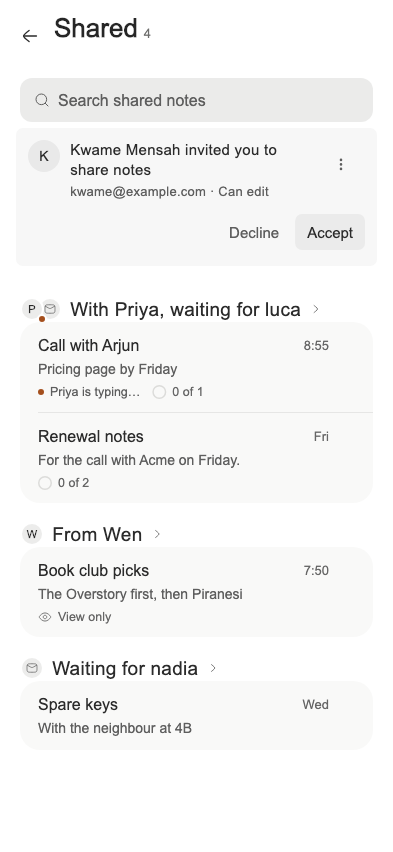 Shared 4
Search shared notes
K
Kwame Mensah invited you to
share notes
kwame@example.com · Can edit
Decline
Accept
P
With Priya, waiting for luca
Call with Arjun
8:55
Pricing page by Friday
Priya is typing…
0 of 1
Renewal notes
Fri
For the call with Acme on Friday.
0 of 2
W
From Wen
Book club picks
7:50
The Overstory first, then Piranesi
View only
Waiting for nadia
Spare keys
Wed
With the neighbour at 4B